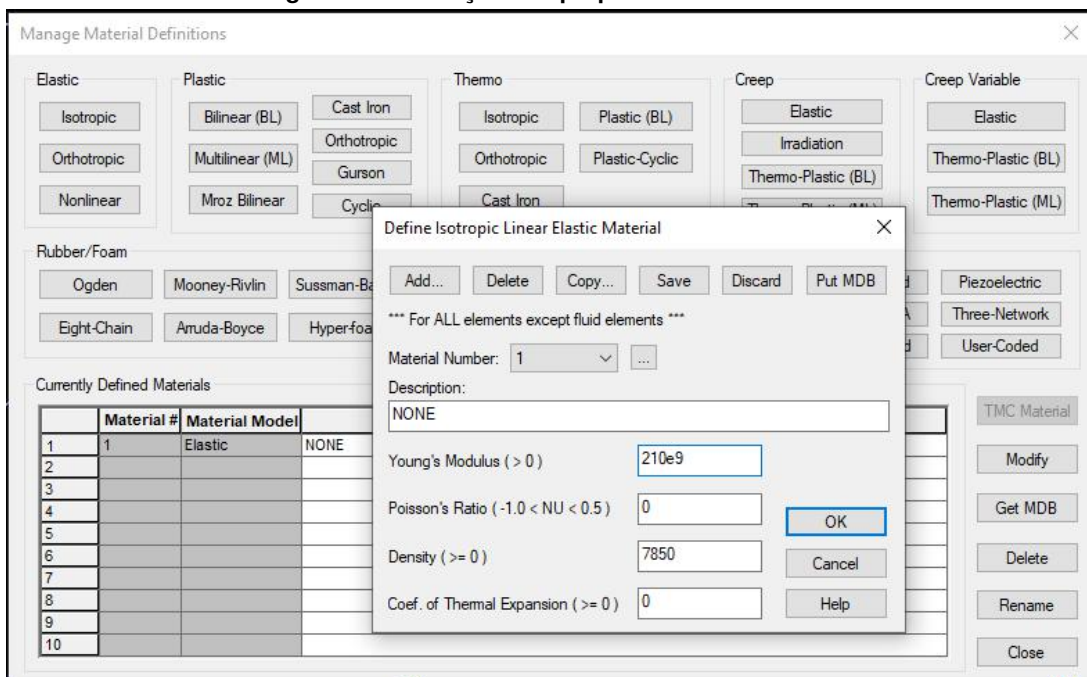 Manage Material Definitions
Elastic
Plastic
Thermo
Creep
Creep Variable
Isotropic
Bilinear (BL)
Cast Iron
Isotropic
Plastic (BL)
Elastic
Elastic
Orthotropic
Multilinear (ML)
Orthotropic
Orthotropic
Plastic-Cyclic
Irradiation
Thermo-Plastic (BL)
Nonlinear
Mroz Bilinear
Gurson
Cast Iron
Thermo-Plastic (BL)
Thermo-Plastic (ML)
Cyclic
Rubber/Foam
Ogden
Mooney-Rivlin
Sussman-Ba
Piezoelectric
Eight-Chain
Arruda-Boyce
Hyper-foa
Three-Network
User-Coded
Define Isotropic Linear Elastic Material
Add...
Delete
Copy...
Save
Discard
Put MDB
*** For ALL elements except fluid elements ***
Material Number: 1
...
Description:
NONE
Young's Modulus ( > 0 ) 210e9
Poisson's Ratio ( -1.0 < NU < 0.5 ) 0
Density ( >= 0 ) 7850
Coef. of Thermal Expansion ( >= 0 ) 0
OK
Cancel
Help
Currently Defined Materials
Material # Material Model
1 1 Elastic NONE
2
3
4
5
6
7
8
9
10
TMC Material
Modify
Get MDB
Delete
Rename
Close